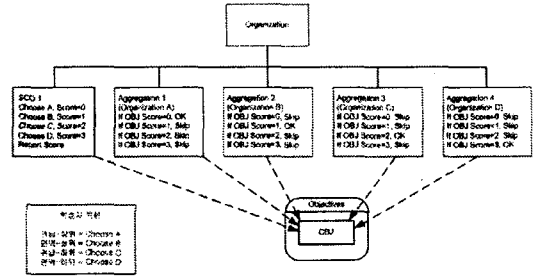 Organization
SCO 1
Choose A, Score=0
Choose B, Score=1
Choose C, Score=2
Choose D, Score=3
Report Score
Aggregation 1
(Organization A)
If OBJ Score=0, OK
If OBJ Score=1, Skip
If OBJ Score=2, Skip
If OBJ Score=3, Skip
Aggregation 2
(Organization B)
If OBJ Score=0, Skip
If OBJ Score=1, OK
If OBJ Score=2, Skip
If OBJ Score=3, Skip
Aggregation 3
(Organization C)
If OBJ Score=0, Skip
If OBJ Score=1, Skip
If OBJ Score=2, OK
If OBJ Score=3, Skip
Aggregation 4
(Organization D)
If OBJ Score=0, Skip
If OBJ Score=1, Skip
If OBJ Score=2, Skip
If OBJ Score=3, OK
Objectives
OBJ
= Choose A
= Choose B
= Choose C
= Choose D